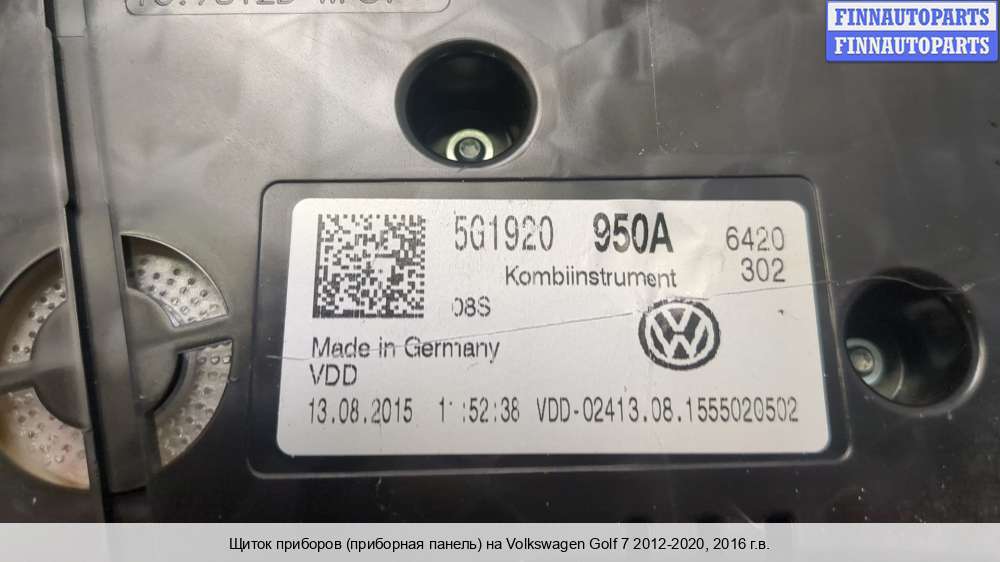 FINNAUTOPARTS
FINNAUTOPARTS
5G1920 950A 6420
Kombiinstrument 302
08S
Made in Germany
VDD
13.08.2015 11:52:38 VDD-02413.08.1555020502
Щиток приборов (приборная панель) на Volkswagen Golf 7 2012-2020, 2016 г.в.